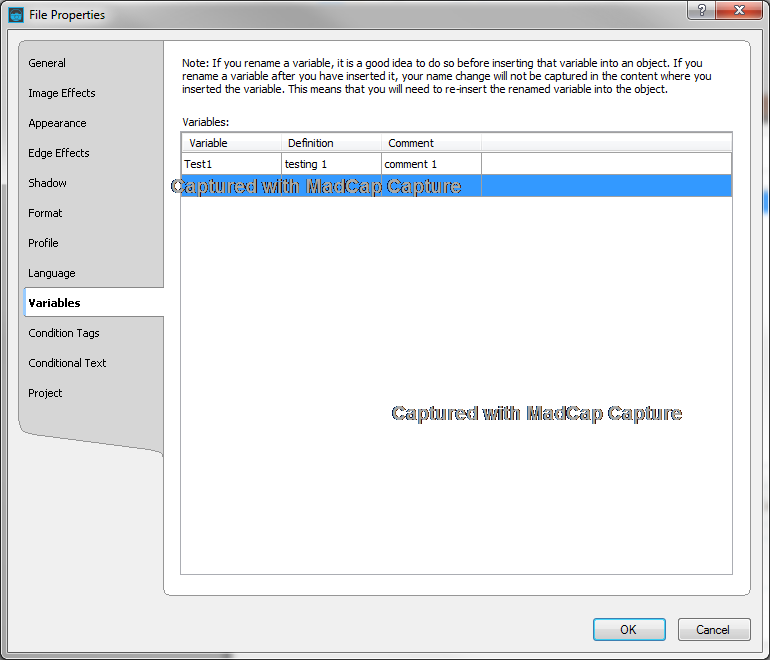 File Properties
?
General
Image Effects
Appearance
Edge Effects
Shadow
Format
Profile
Language
Variables
Condition Tags
Conditional Text
Project
Note: If you rename a variable, it is a good idea to do so before inserting that variable into an object. If you
rename a variable after you have inserted it, your name change will not be captured in the content where you
inserted the variable. This means that you will need to re-insert the renamed variable into the object.
Variables:
Variable Definition Comment
Test1 testing 1 comment 1
Captured with MadCap Capture
Captured with MadCap Capture
OK Cancel